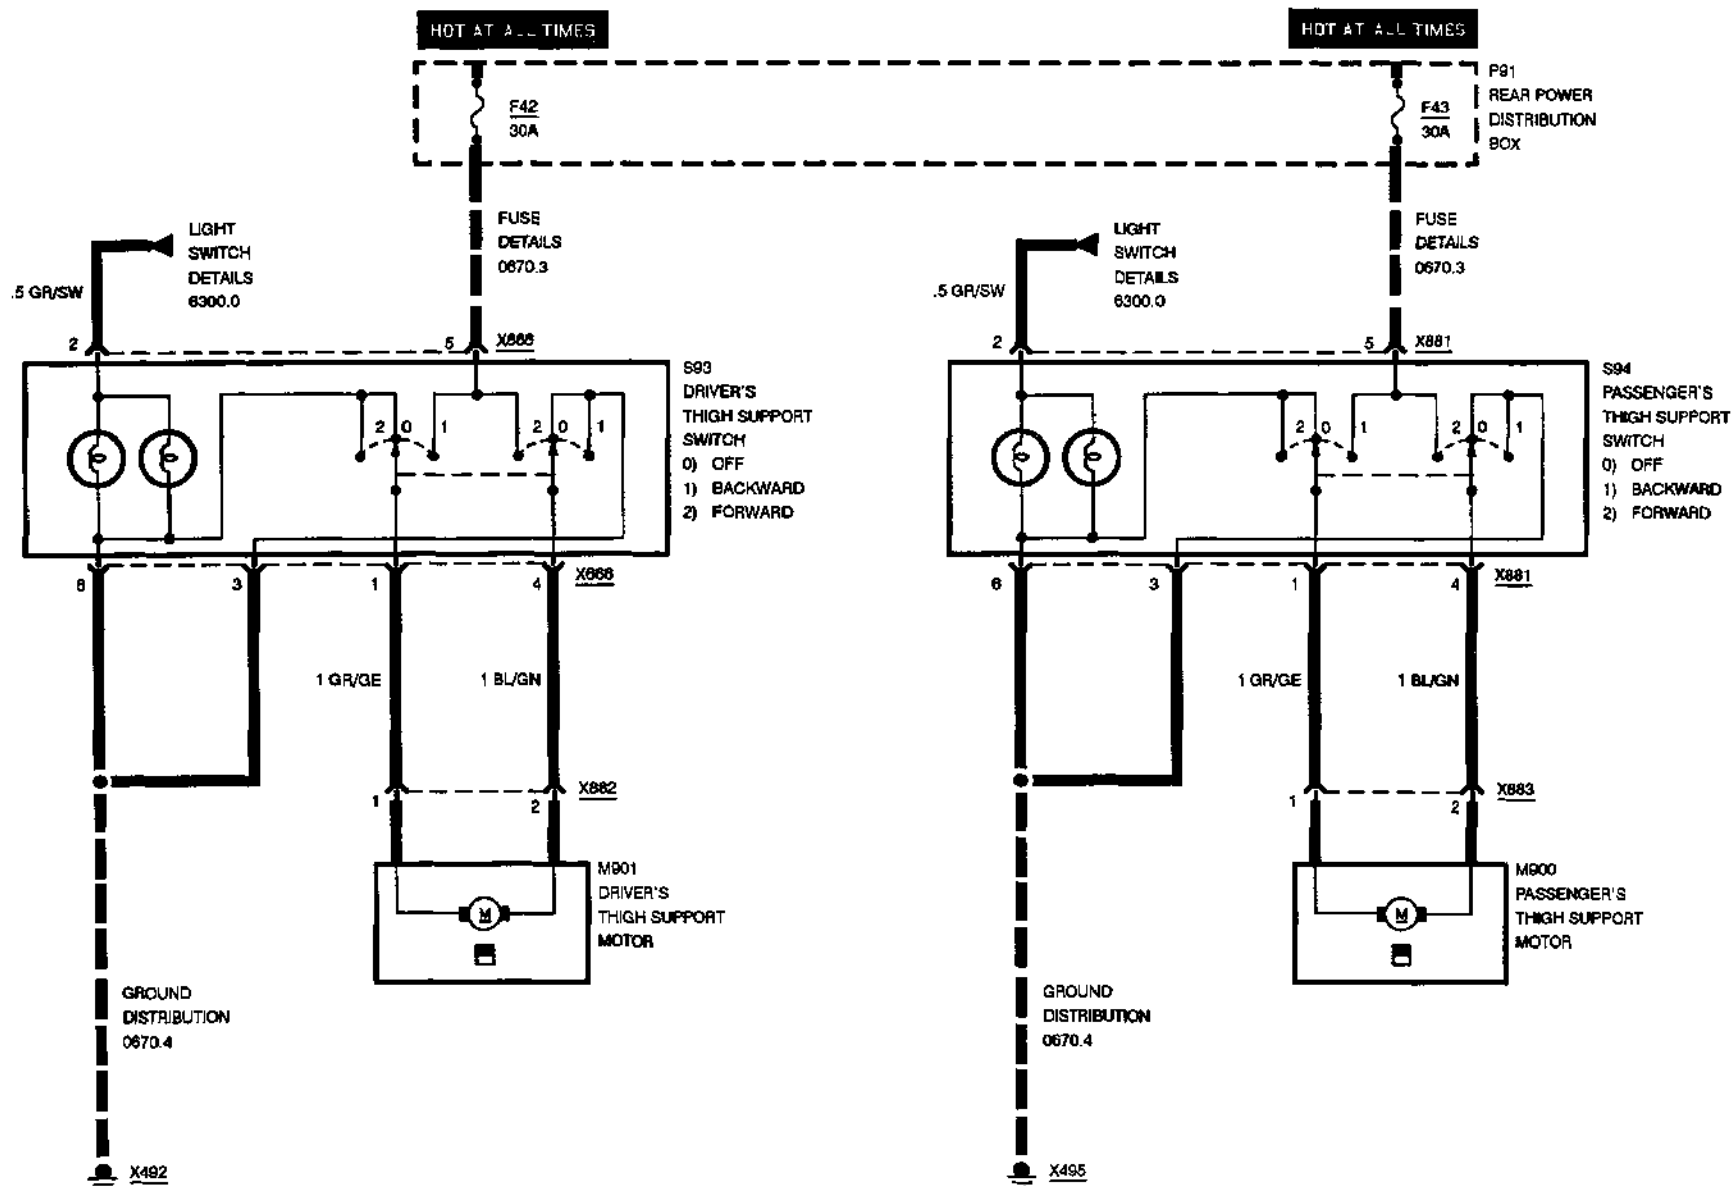 HOT AT ALL TIMES
HOT AT ALL TIMES
F42
30A
F43
30A
P91
REAR POWER
DISTRIBUTION
BOX
LIGHT
SWITCH
DETAILS
6300.0
.5 GR/SW
FUSE
DETAILS
0670.3
LIGHT
SWITCH
DETAILS
6300.0
.5 GR/SW
FUSE
DETAILS
0670.3
2
5
2
5
X881
S93
DRIVER'S
THIGH SUPPORT
SWITCH
0) OFF
1) BACKWARD
2) FORWARD
2 0 1
2 0 1
S94
PASSENGER'S
THIGH SUPPORT
SWITCH
0) OFF
1) BACKWARD
2) FORWARD
2 0 1
2 0 1
6
3
1
4
6
3
1
4
X881
1 GR/GE
1 BL/GN
1 GR/GE
1 BL/GN
1
2
X882
1
2
X883
M901
DRIVER'S
THIGH SUPPORT
MOTOR
M
M900
PASSENGER'S
THIGH SUPPORT
MOTOR
M
GROUND
DISTRIBUTION
0670.4
GROUND
DISTRIBUTION
0670.4
X492
X495